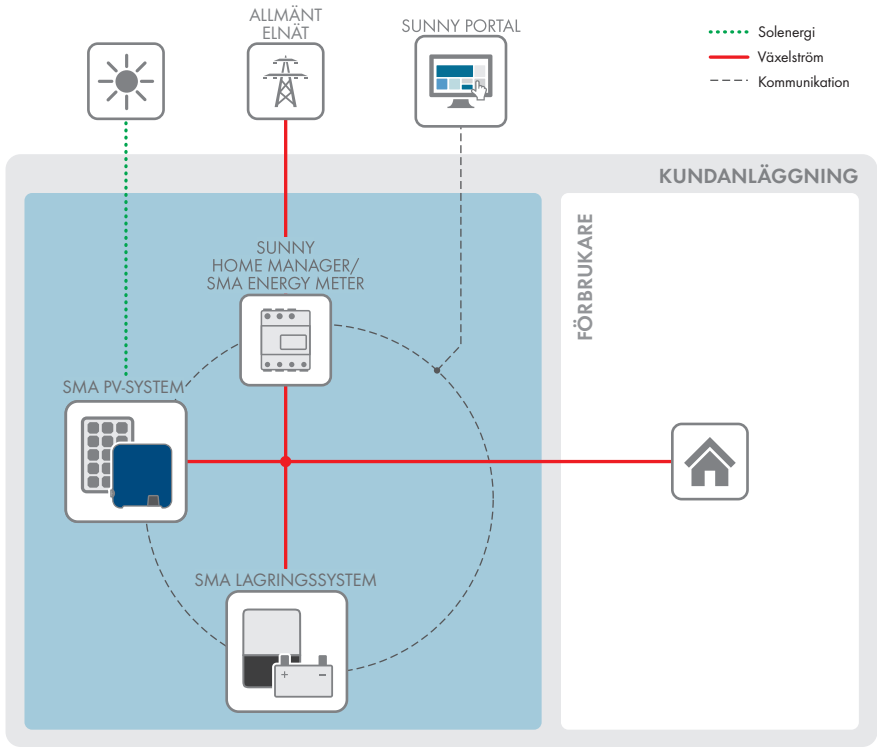 ALLMÄNT
ELNÄT
SUNNY PORTAL
Solenergi
Växelström
Kommunikation
KUNDANLÄGGNING
FÖRBRUKARE
SUNNY
HOME MANAGER/
SMA ENERGY METER
SMA PV-SYSTEM
SMA LAGRINGSSYSTEM
+ −